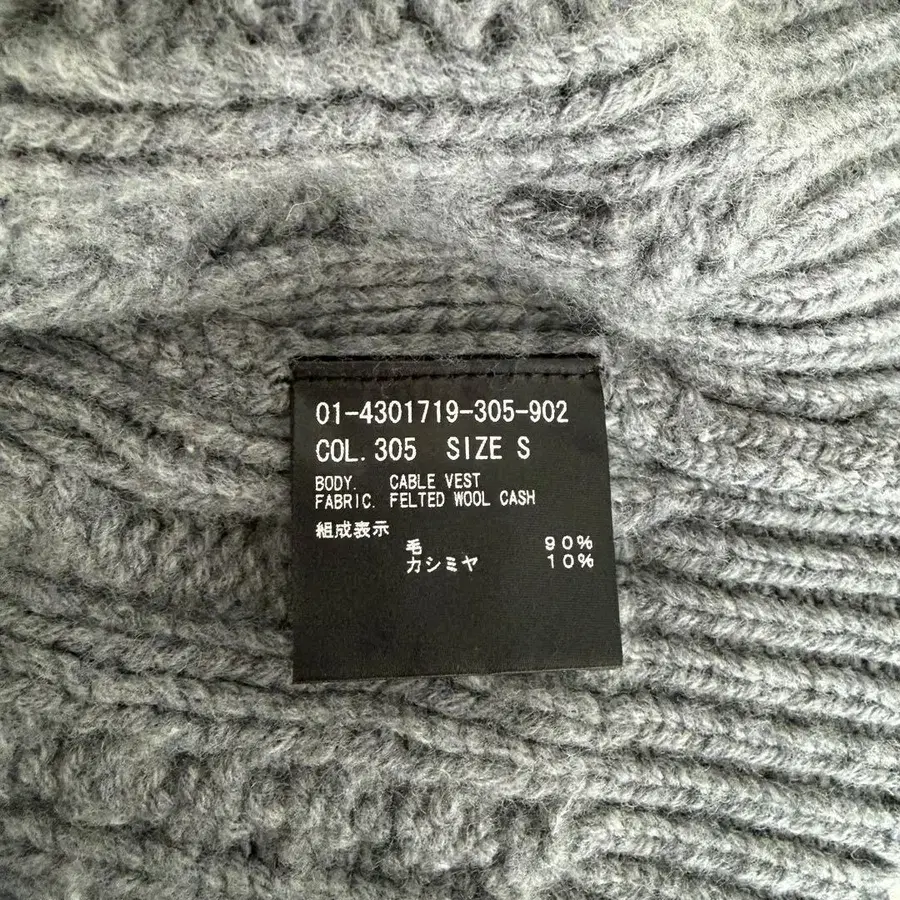 01-4301719-305-902
COL. 305 SIZE S
BODY. CABLE VEST
FABRIC. FELTED WOOL CASH
組成表示
毛 90%
カシミヤ 10%